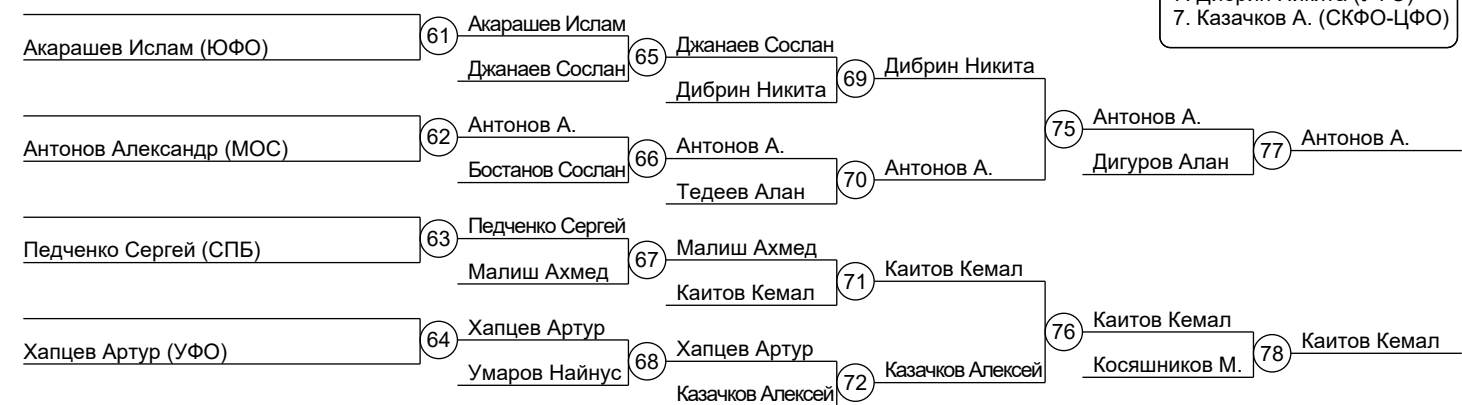 7. Казачков А. (СКФО-ЦФО)
Акарашев Ислам (ЮФО)
61
Акарашев Ислам
Джанаев Сослан
65
Джанаев Сослан
Дибрин Никита
69
Дибрин Никита
Антонов Александр (МОС)
62
Антонов А.
Бостанов Сослан
66
Антонов А.
Тедеев Алан
70
Антонов А.
75
Антонов А.
Дигуров Алан
77
Антонов А.
Педченко Сергей (СПБ)
63
Педченко Сергей
Малиш Ахмед
67
Малиш Ахмед
Каитов Кемал
71
Каитов Кемал
Хапцев Артур (УФО)
64
Хапцев Артур
Умаров Найнус
68
Хапцев Артур
Казачков Алексей
72
Казачков Алексей
76
Каитов Кемал
Косяшников М.
78
Каитов Кемал